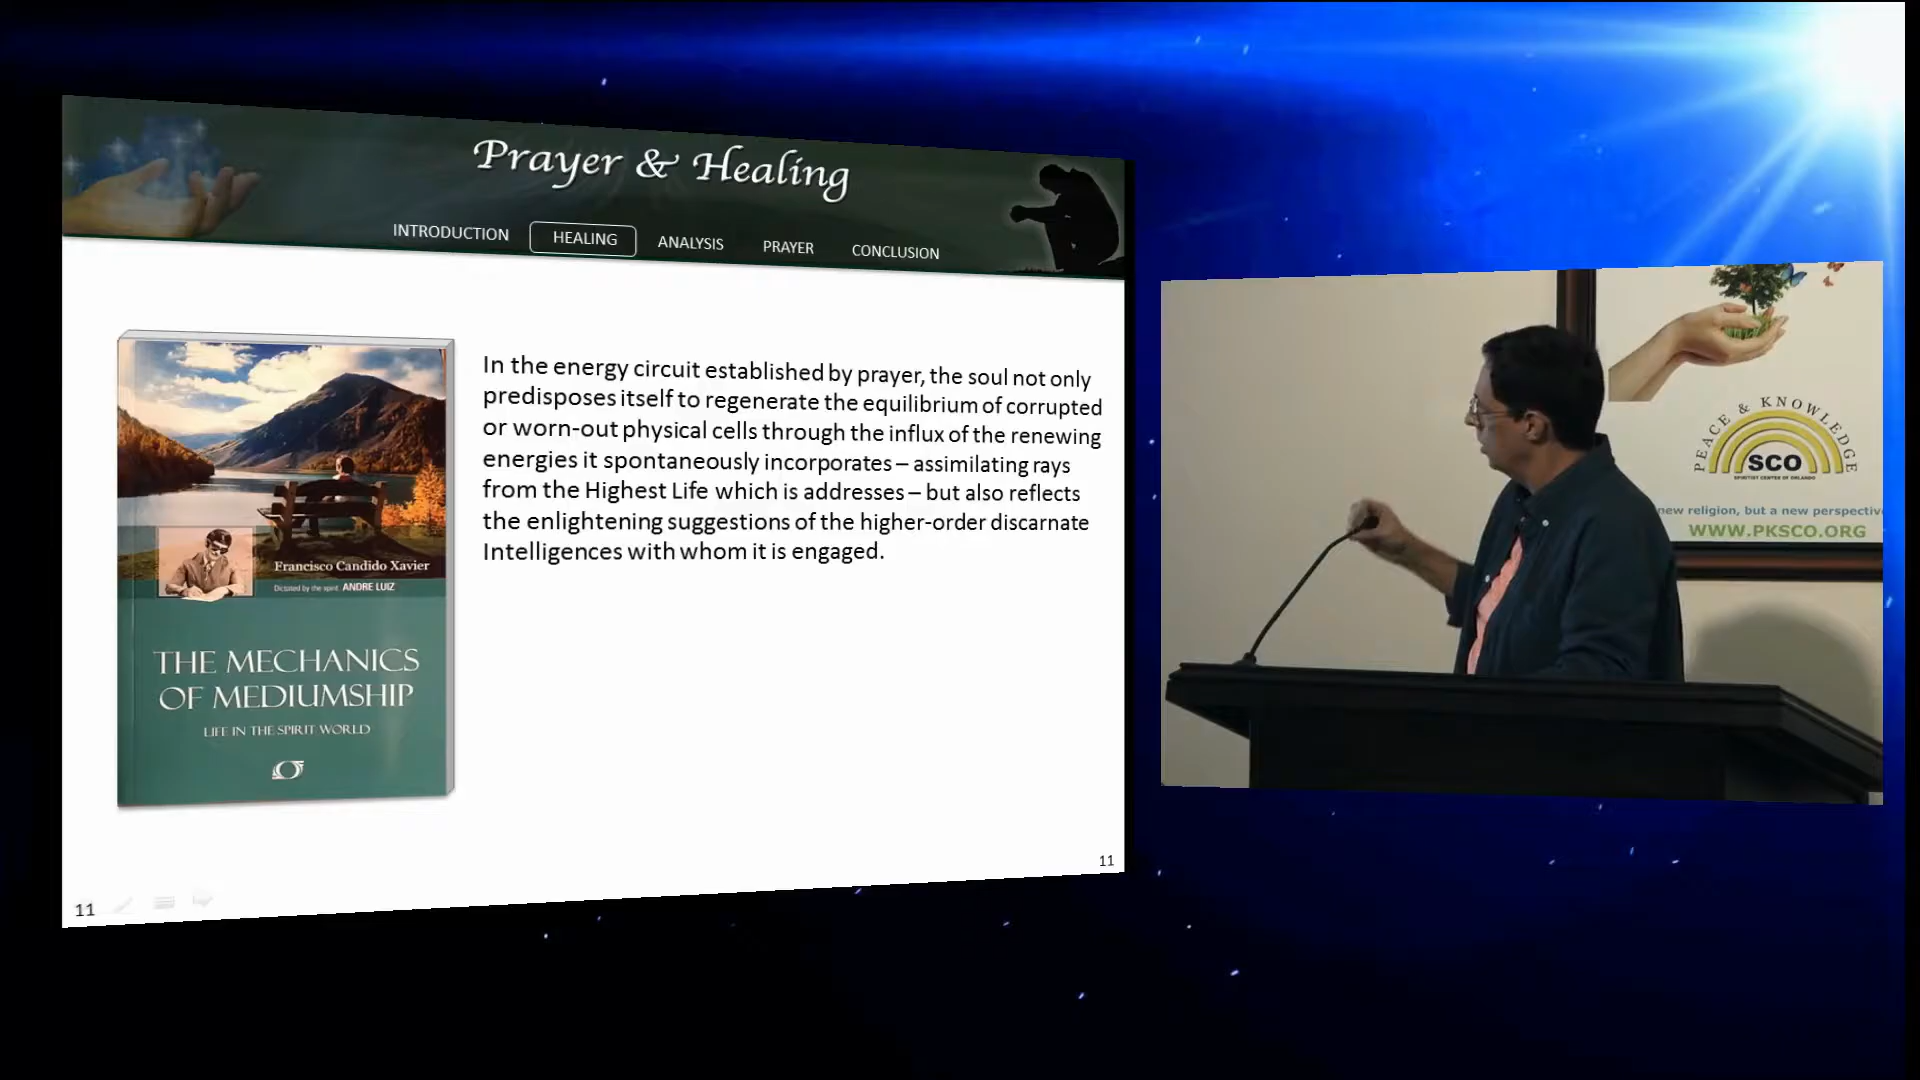 Prayer & Healing
INTRODUCTION HEALING ANALYSIS PRAYER CONCLUSION
In the energy circuit established by prayer, the soul not only
predisposes itself to regenerate the equilibrium of corrupted
or worn-out physical cells through the influx of the renewing
energies it spontaneously incorporates – assimilating rays
from the Highest Life which is addresses – but also reflects
the enlightening suggestions of the higher-order discarnate
Intelligences with whom it is engaged.
Francisco Candido Xavier
Dictated by the spirit ANDRE LUIZ
THE MECHANICS
OF MEDIUMSHIP
LIFE IN THE SPIRIT WORLD
11
11
PEACE & KNOWLEDGE
SCO
SPIRITIST CENTER OF ORLANDO
new religion, but a new perspectiv
WWW.PKSCO.ORG